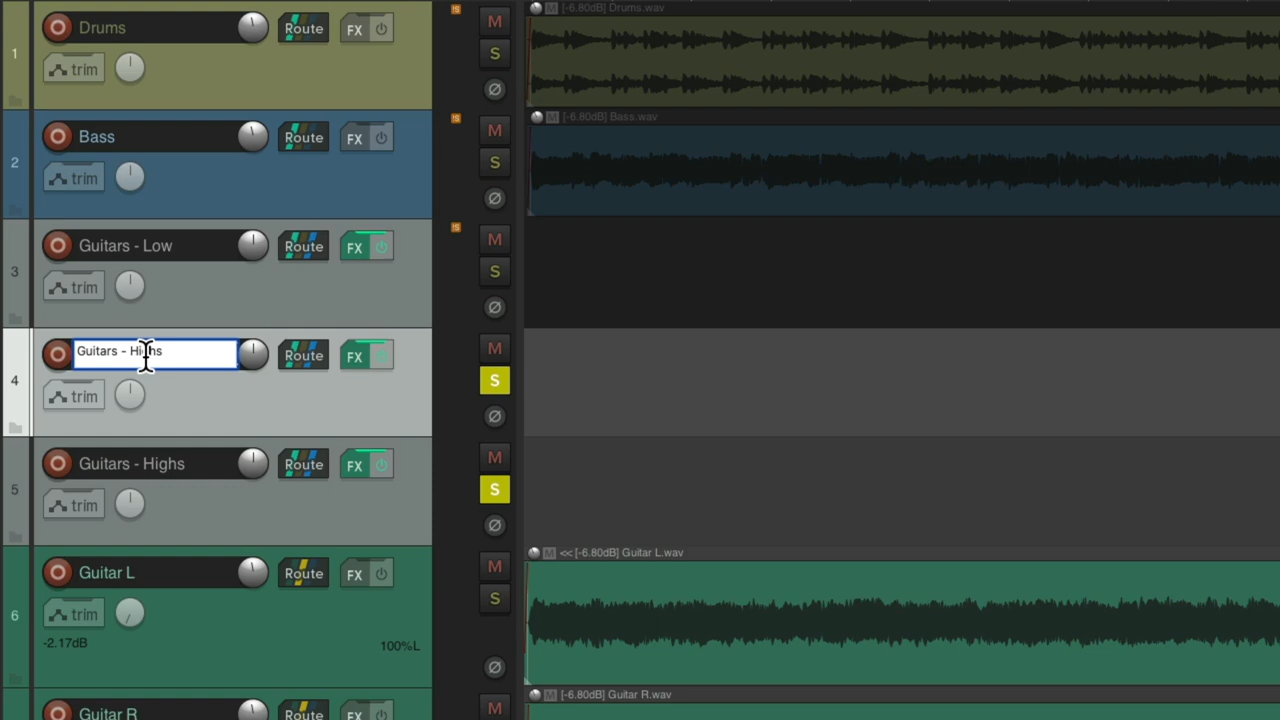 Drums
Route
FX
M
[-6.80dB] Drums.wav
1
S
trim
Ø
Bass
Route
FX
M
M [-6.80dB] Bass.wav
2
S
trim
Ø
Guitars - Low
Route
FX
M
3
S
trim
Ø
Guitars - Highs
Route
FX
M
4
S
trim
Ø
Guitars - Highs
Route
FX
M
5
S
trim
Ø
M << [-6.80dB] Guitar L.wav
Guitar L
Route
FX
M
6
S
trim
-2.17dB
100%L
Ø
M [-6.80dB] Guitar R.wav
Guitar R
Route
FX
M